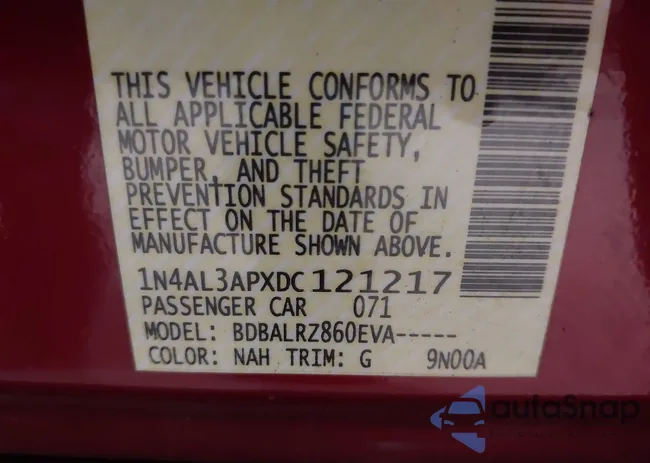 THIS VEHICLE CONFORMS TO
ALL APPLICABLE FEDERAL
MOTOR VEHICLE SAFETY,
BUMPER, AND THEFT
PREVENTION STANDARDS IN
EFFECT ON THE DATE OF
MANUFACTURE SHOWN ABOVE.
1N4AL3APXDC121217
PASSENGER CAR 071
MODEL: BDBALRZ860EVA-----
COLOR: NAH TRIM: G 9N00A
autoSnap